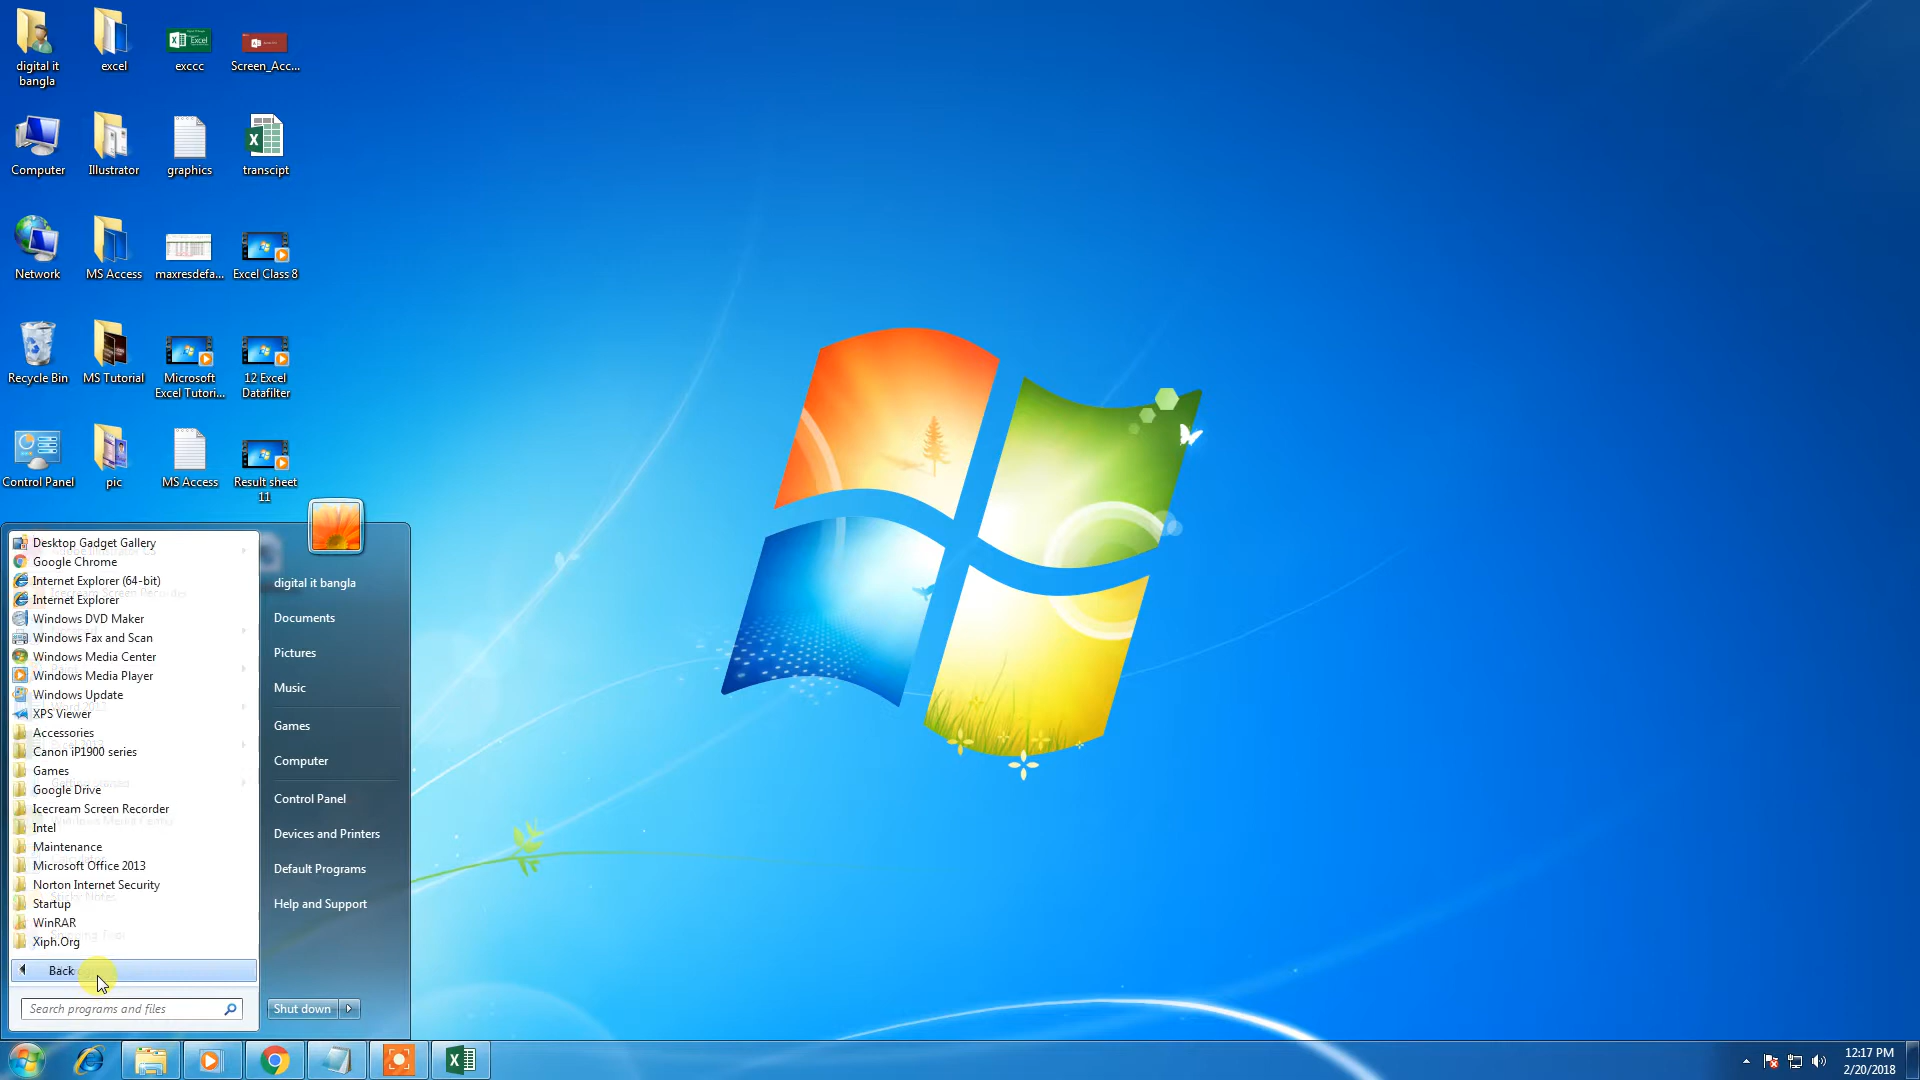 digital it
bangla
excel
exccc
Screen_Acc...
Computer
Illustrator
graphics
transcipt
Network
MS Access
maxresdefa...
Excel Class 8
Recycle Bin
MS Tutorial
Microsoft
Excel Tutori...
12 Excel
Datafilter
Control Panel
pic
MS Access
Result sheet
11
Desktop Gadget Gallery
Google Chrome
Internet Explorer (64-bit)
Internet Explorer
Windows DVD Maker
Windows Fax and Scan
Windows Media Center
Windows Media Player
Windows Update
XPS Viewer
Accessories
Canon iP1900 series
Games
Google Drive
Icecream Screen Recorder
Intel
Maintenance
Microsoft Office 2013
Norton Internet Security
Startup
WinRAR
Xiph.Org
Back
Search programs and files
digital it bangla
Documents
Pictures
Music
Games
Computer
Control Panel
Devices and Printers
Default Programs
Help and Support
Shut down
12:17 PM
2/20/2018